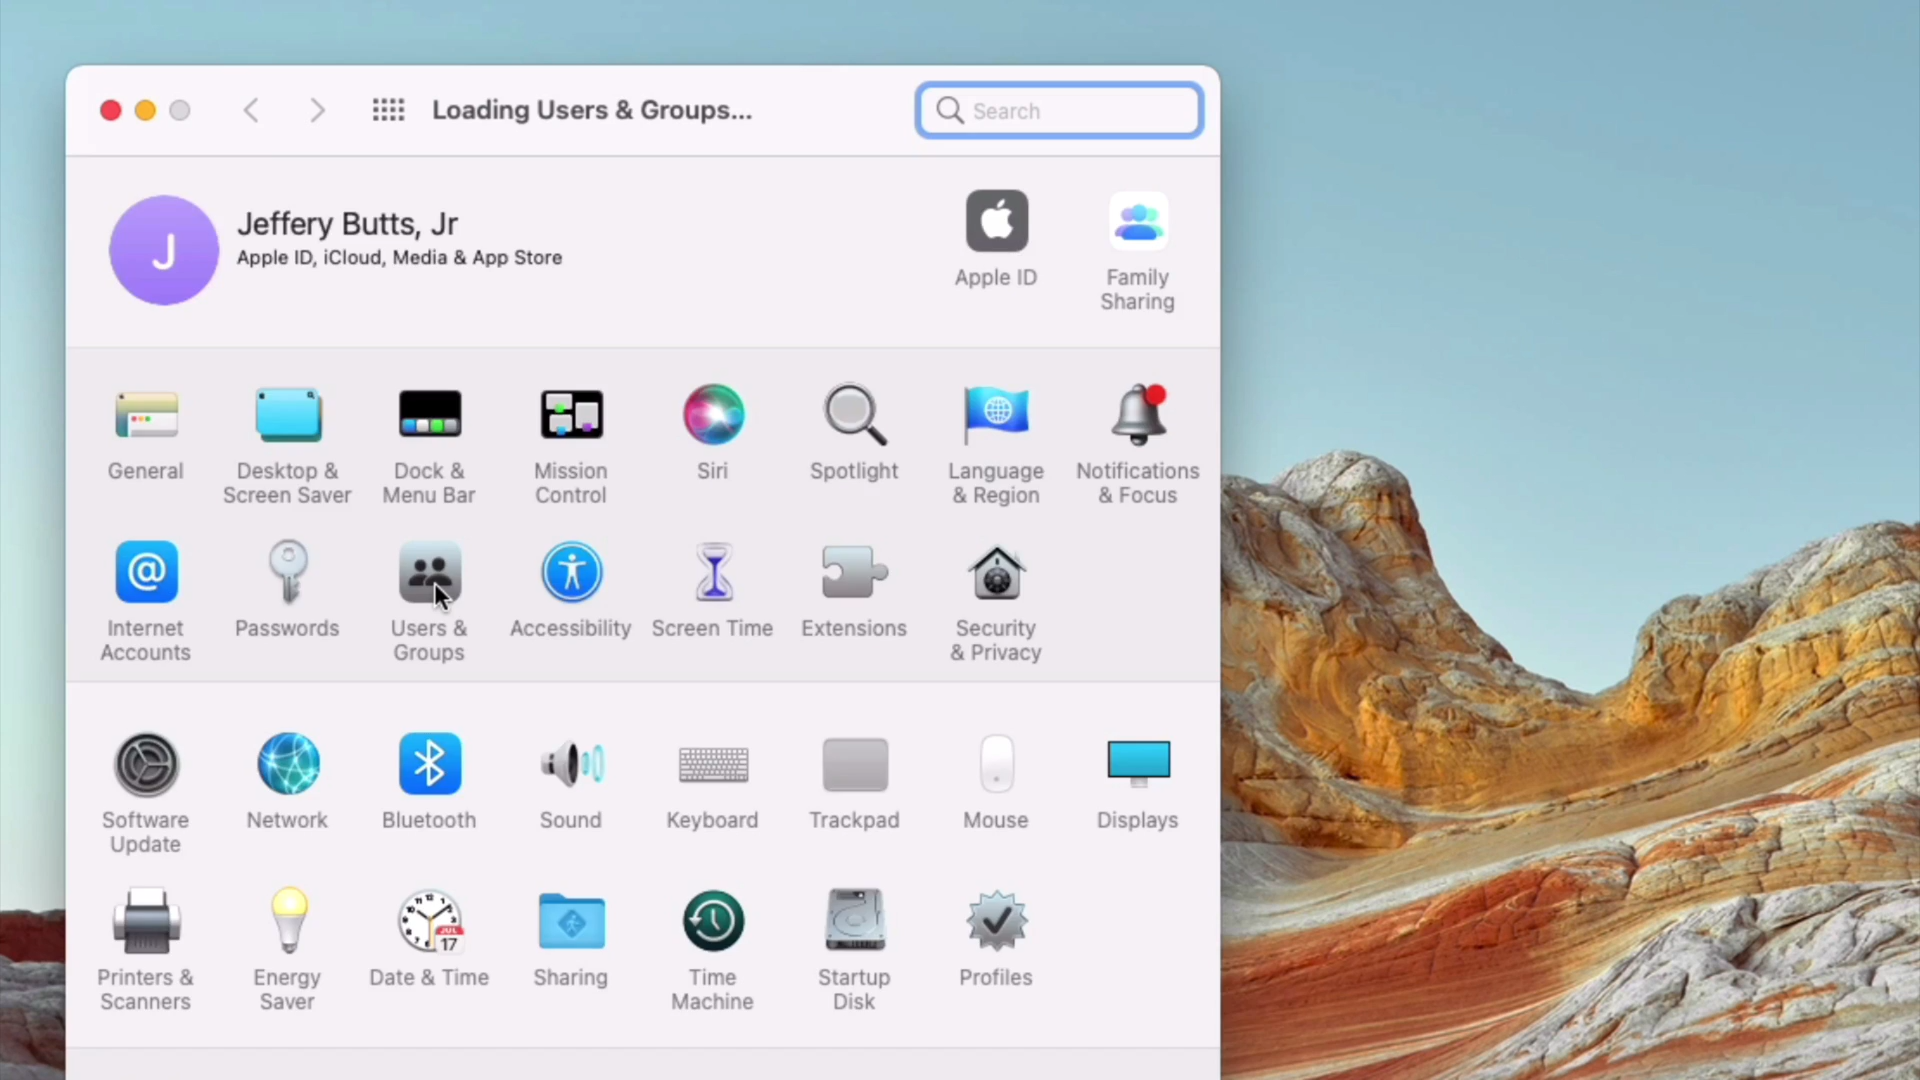 Loading Users & Groups...
Search
J
Jeffery Butts, Jr
Apple ID, iCloud, Media & App Store
Apple ID
Family
Sharing
General
Desktop &
Screen Saver
Dock &
Menu Bar
Mission
Control
Siri
Spotlight
Language
& Region
Notifications
& Focus
@
Internet
Accounts
Passwords
Users &
Groups
Accessibility
Screen Time
Extensions
Security
& Privacy
Software
Update
Network
Bluetooth
Sound
Keyboard
Trackpad
Mouse
Displays
JUL
17
Printers &
Scanners
Energy
Saver
Date & Time
Sharing
Time
Machine
Startup
Disk
Profiles